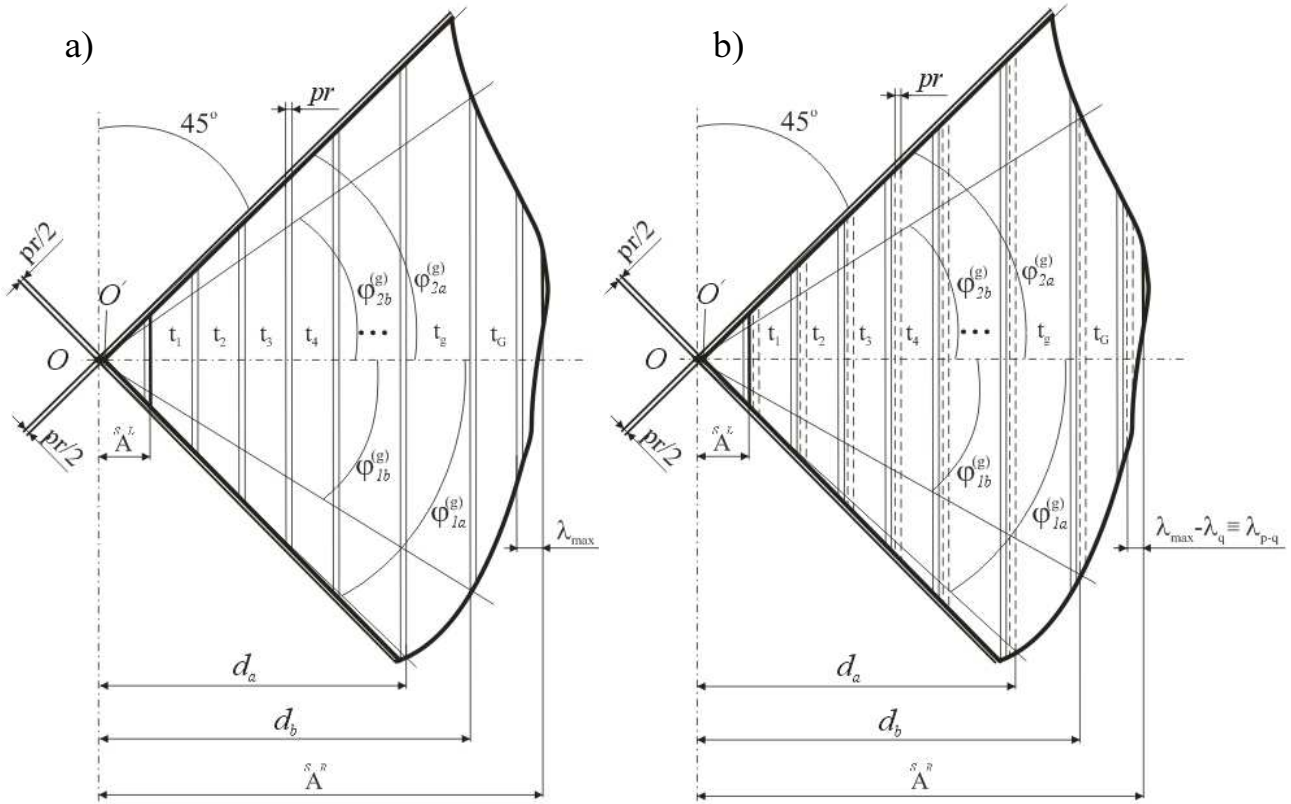 a)
pr
45°
φ2a(g)
φ2b(g)
pr/2
O′
O
t1 t2 t3 t4 ••• tg tG
pr/2
S L
A
φ1b(g)
φ1a(g)
λmax
da
db
S R
A
b)
pr
45°
φ2a(g)
φ2b(g)
pr/2
O′
O
t1 t2 t3 t4 ••• tg tG
pr/2
S L
A
φ1b(g)
φ1a(g)
λmax-λq ≡ λp-q
da
db
S R
A